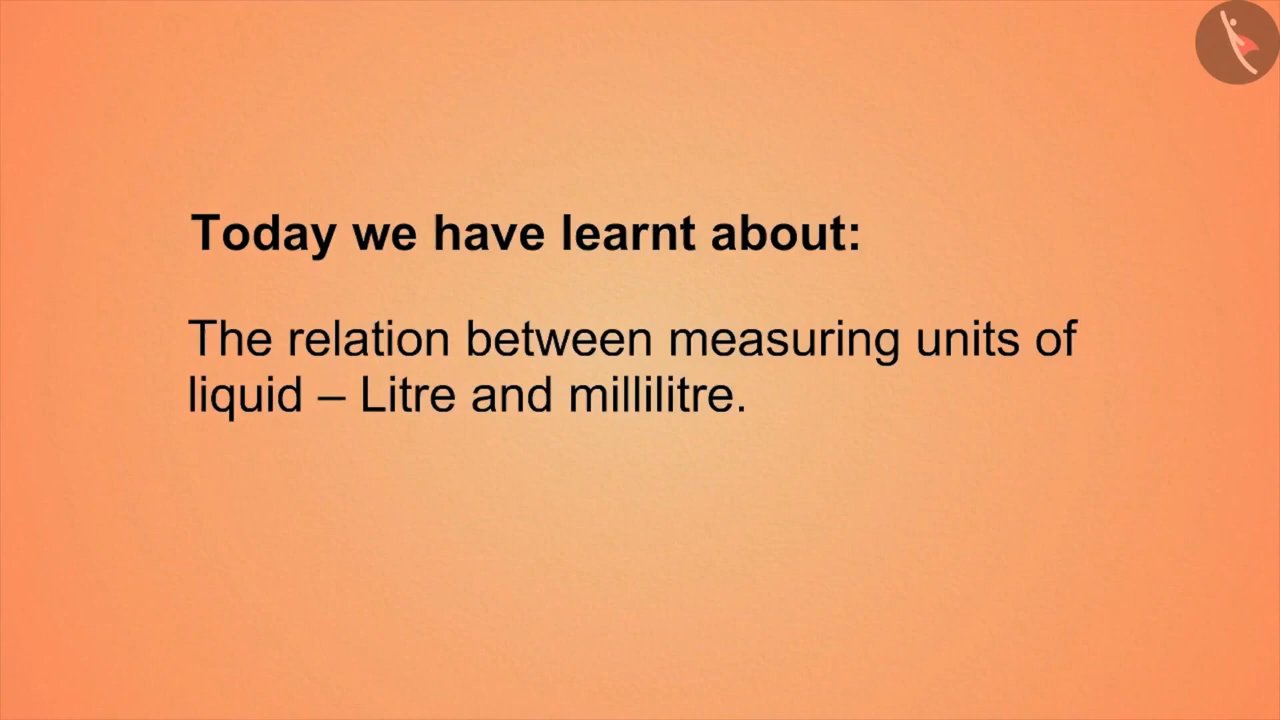 Today we have learnt about:
The relation between measuring units of
liquid – Litre and millilitre.